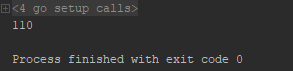 <4 go setup calls>
110
Process finished with exit code 0